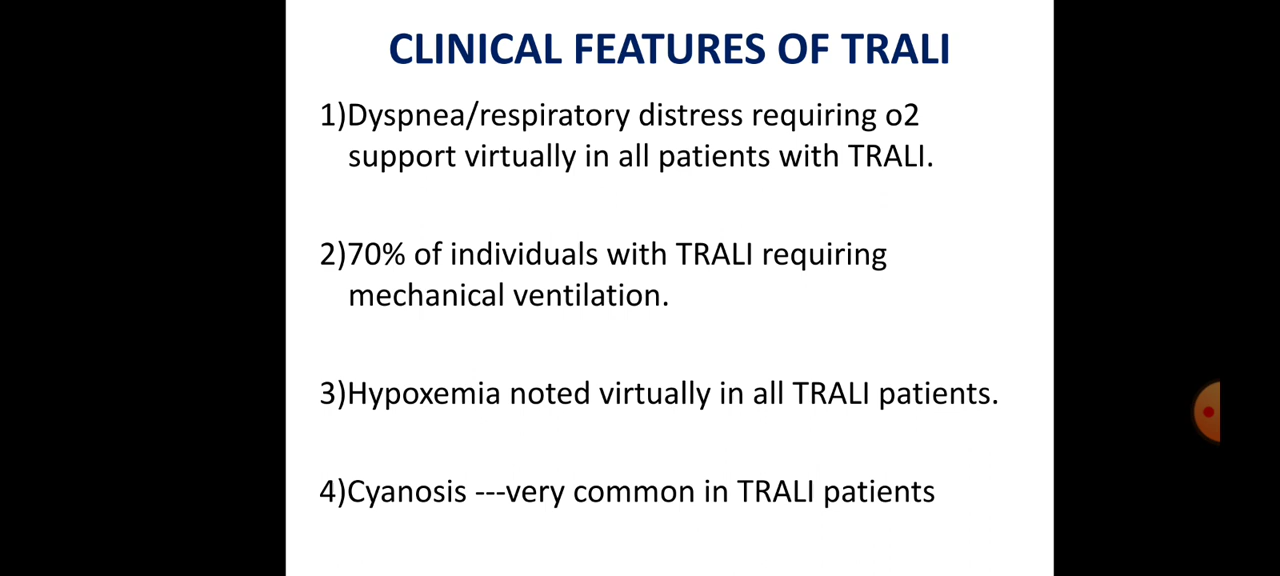 CLINICAL FEATURES OF TRALI
1)Dyspnea/respiratory distress requiring o2
support virtually in all patients with TRALI.
2)70% of individuals with TRALI requiring
mechanical ventilation.
3)Hypoxemia noted virtually in all TRALI patients.
4)Cyanosis ---very common in TRALI patients